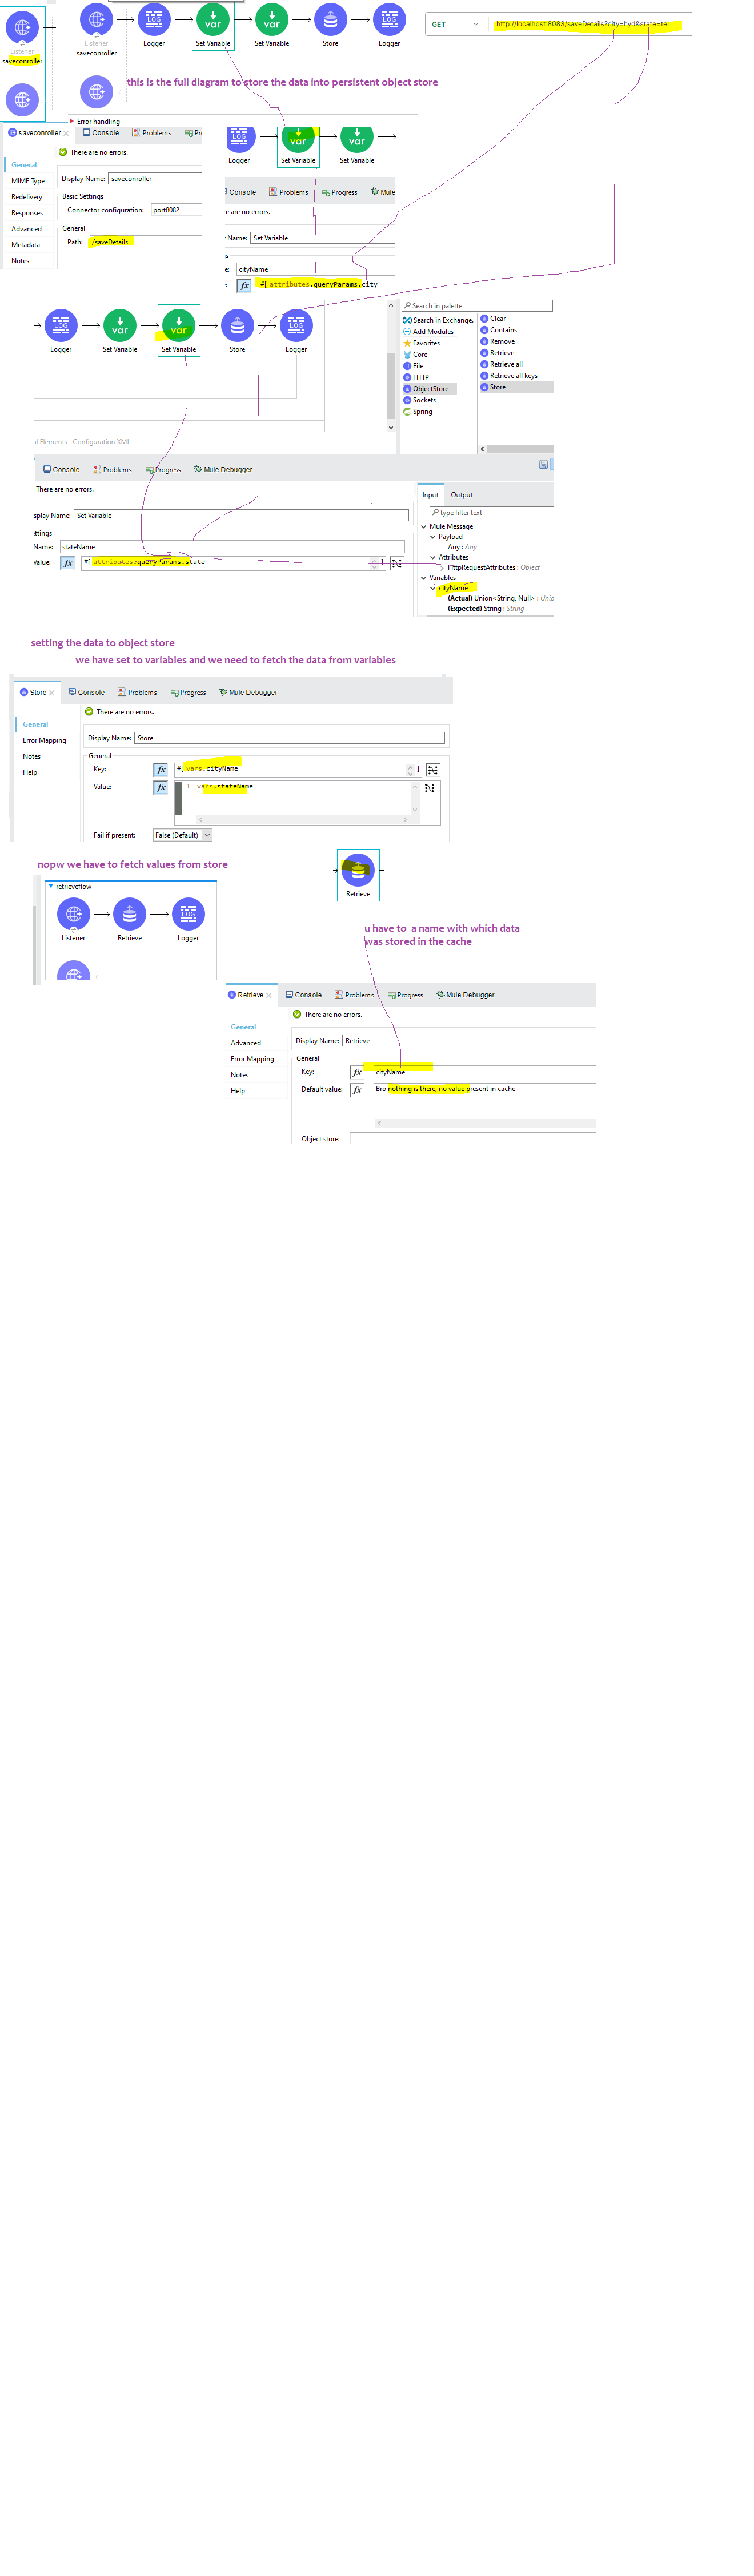 Listener
saveconroller
Listener
saveconroller
Logger
Set Variable
Set Variable
Store
Logger
GET
http://localhost:8083/saveDetails?city=hyd&state=tel
this is the full diagram to store the data into persistent object store
Error handling
saveconroller
Console
Problems
There are no errors.
General
MIME Type
Redelivery
Responses
Advanced
Metadata
Notes
Display Name: saveconroller
Basic Settings
Connector configuration: port8082
General
Path: /saveDetails
Logger
Set Variable
Set Variable
Console
Problems
Progress
Mule
re are no errors.
Name: Set Variable
cityName
fx #[ attributes.queryParams.city
Logger
Set Variable
Set Variable
Store
Logger
Search in palette
Search in Exchange..
Add Modules
Favorites
Core
File
HTTP
ObjectStore
Sockets
Spring
Clear
Contains
Remove
Retrieve
Retrieve all
Retrieve all keys
Store
al Elements Configuration XML
Console
Problems
Progress
Mule Debugger
There are no errors.
splay Name: Set Variable
ttings
Name: stateName
Value: fx #[ attributes.queryParams.state ]
Input
Output
type filter text
Mule Message
Payload
Any : Any
Attributes
HttpRequestAttributes : Object
Variables
cityName
(Actual) Union<String, Null> : Unic
(Expected) String : String
setting the data to object store
we have set to variables and we need to fetch the data from variables
Store
Console
Problems
Progress
Mule Debugger
There are no errors.
General
Error Mapping
Notes
Help
Display Name: Store
General
Key: fx #[ vars.cityName ]
Value: fx 1 vars.stateName
Fail if present: False (Default)
nopw we have to fetch values from store
retrieveflow
Listener
Retrieve
Logger
Retrieve
u have to a name with which data
was stored in the cache
Retrieve
Console
Problems
Progress
Mule Debugger
There are no errors.
General
Advanced
Error Mapping
Notes
Help
Display Name: Retrieve
General
Key: fx cityName
Default value: fx Bro nothing is there, no value present in cache
Object store: